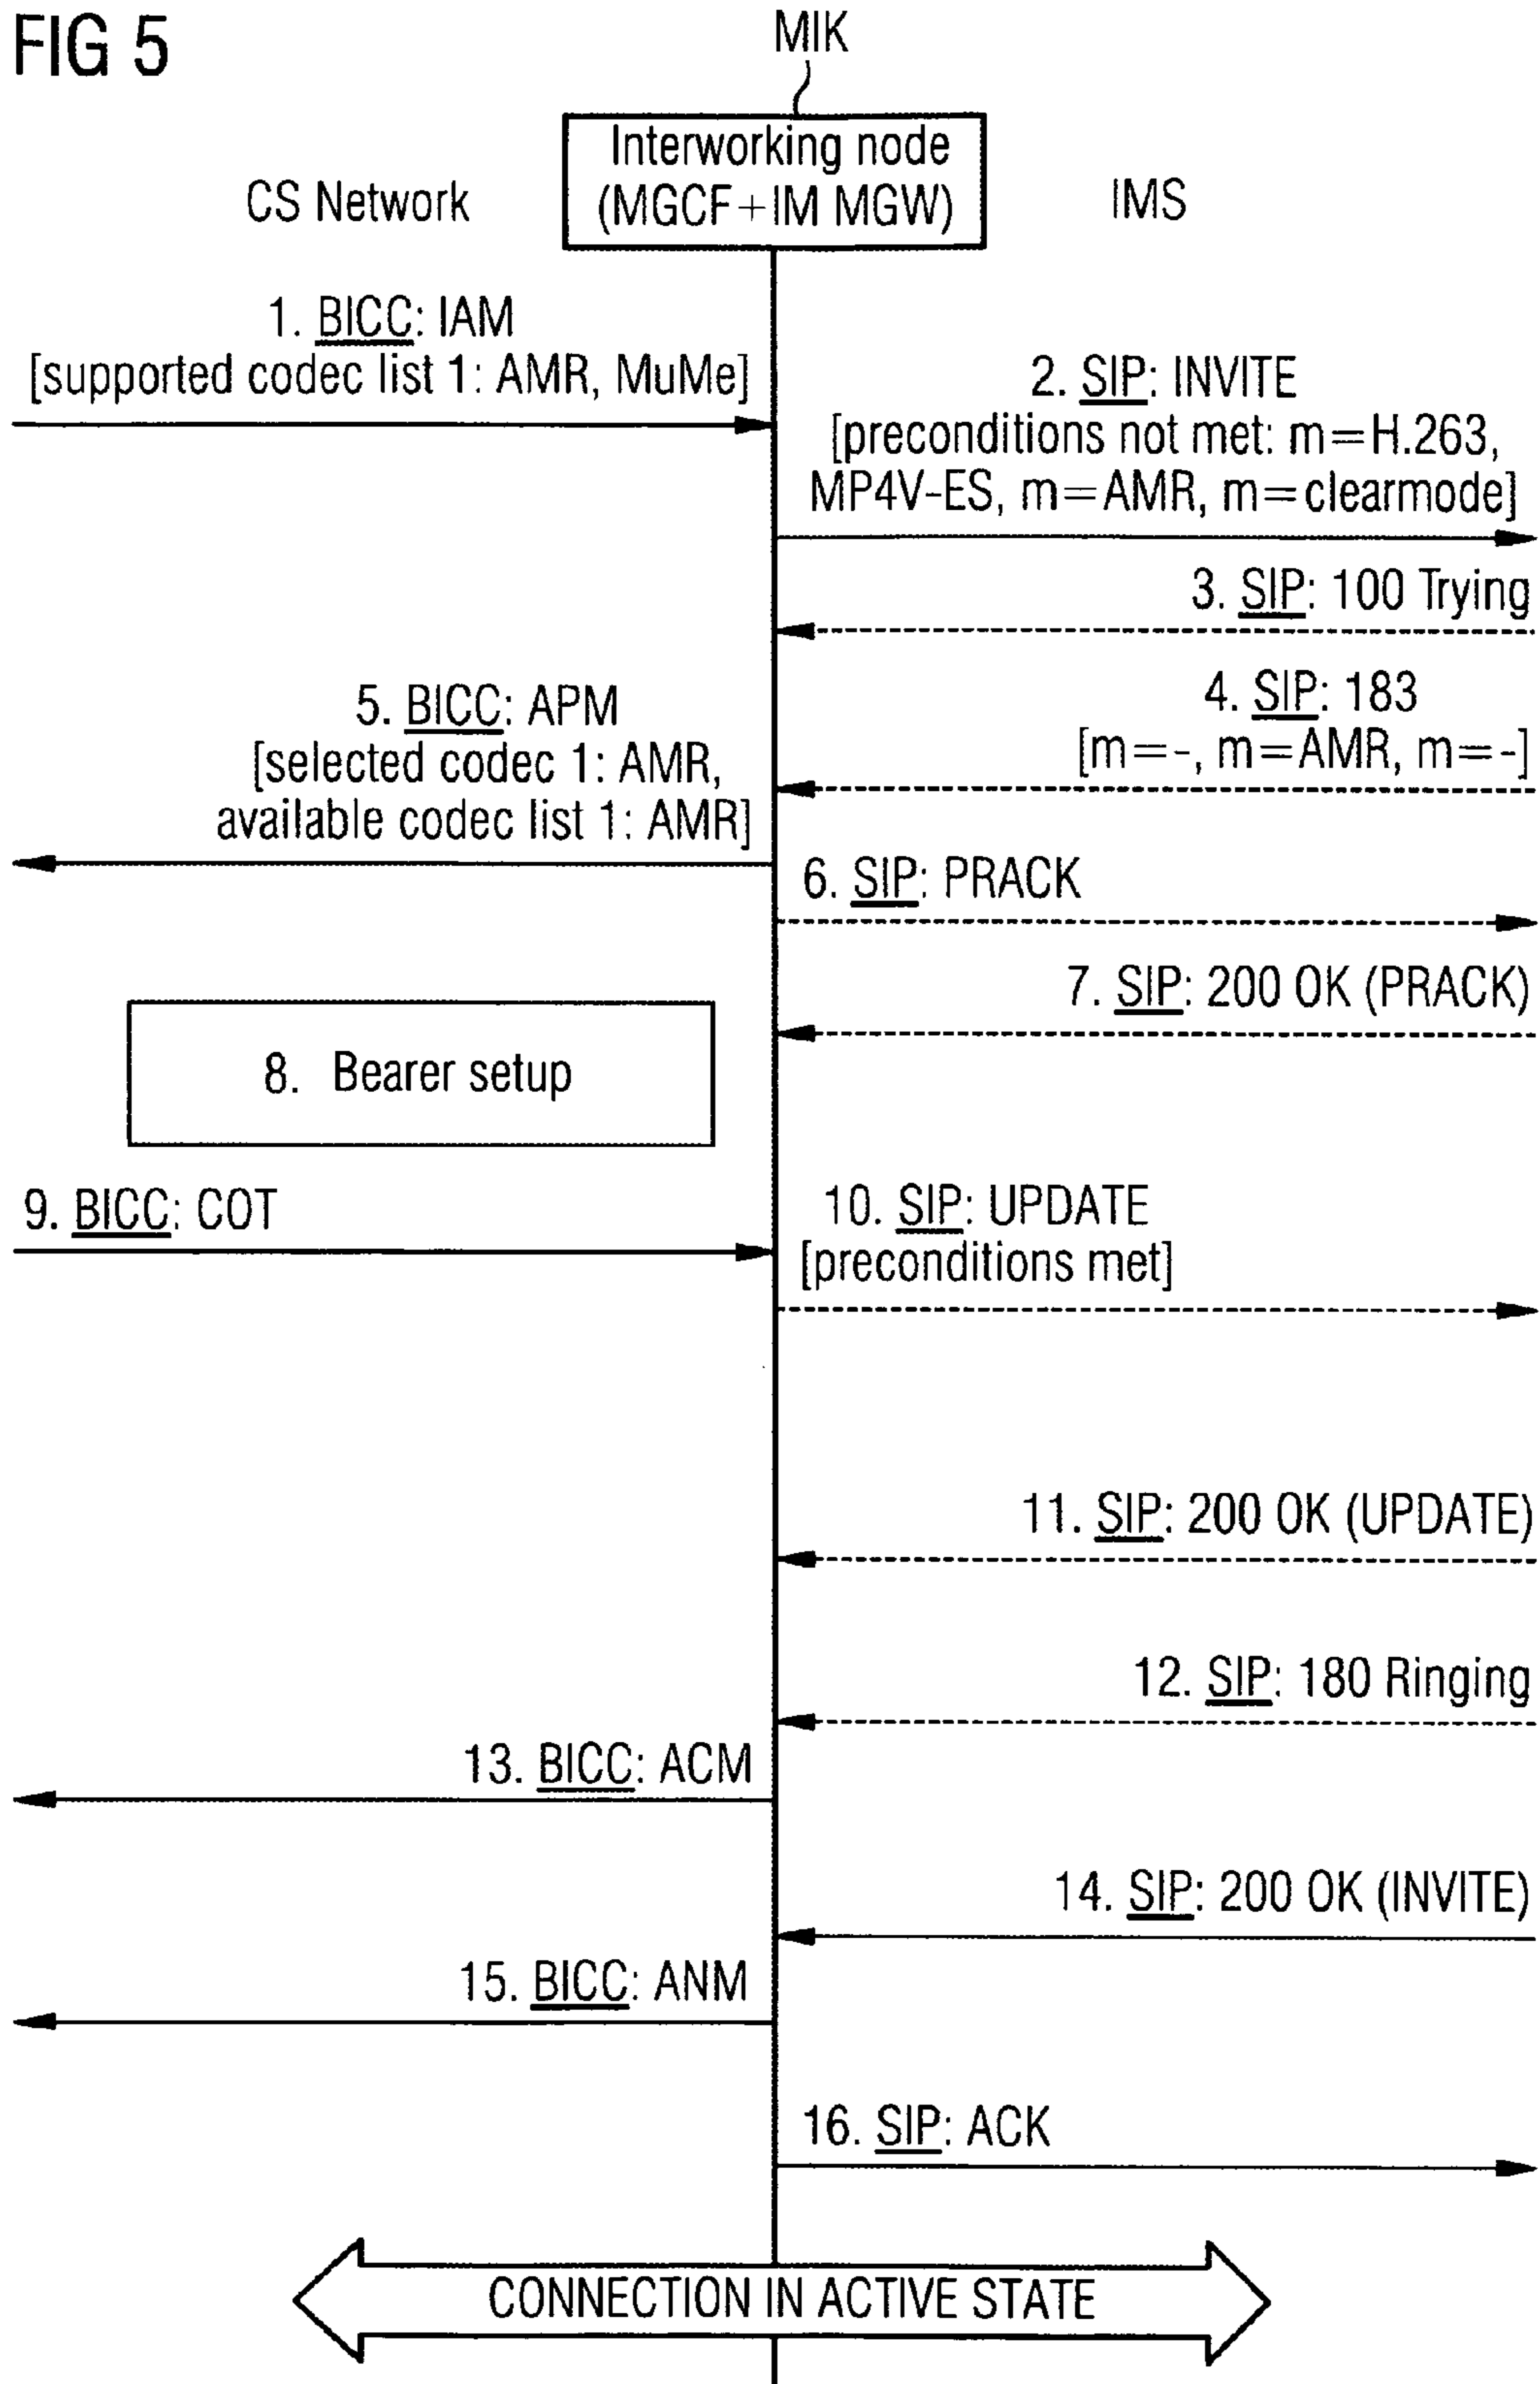 FIG 5
MIK
Interworking node
(MGCF+IM MGW)
CS Network
IMS
1. BICC: IAM
[supported codec list 1: AMR, MuMe]
2. SIP: INVITE
[preconditions not met: m=H.263,
MP4V-ES, m=AMR, m=clearmode]
3. SIP: 100 Trying
4. SIP: 183
[m=-, m=AMR, m=-]
5. BICC: APM
[selected codec 1: AMR,
available codec list 1: AMR]
6. SIP: PRACK
7. SIP: 200 OK (PRACK)
8. Bearer setup
9. BICC: COT
10. SIP: UPDATE
[preconditions met]
11. SIP: 200 OK (UPDATE)
12. SIP: 180 Ringing
13. BICC: ACM
14. SIP: 200 OK (INVITE)
15. BICC: ANM
16. SIP: ACK
CONNECTION IN ACTIVE STATE